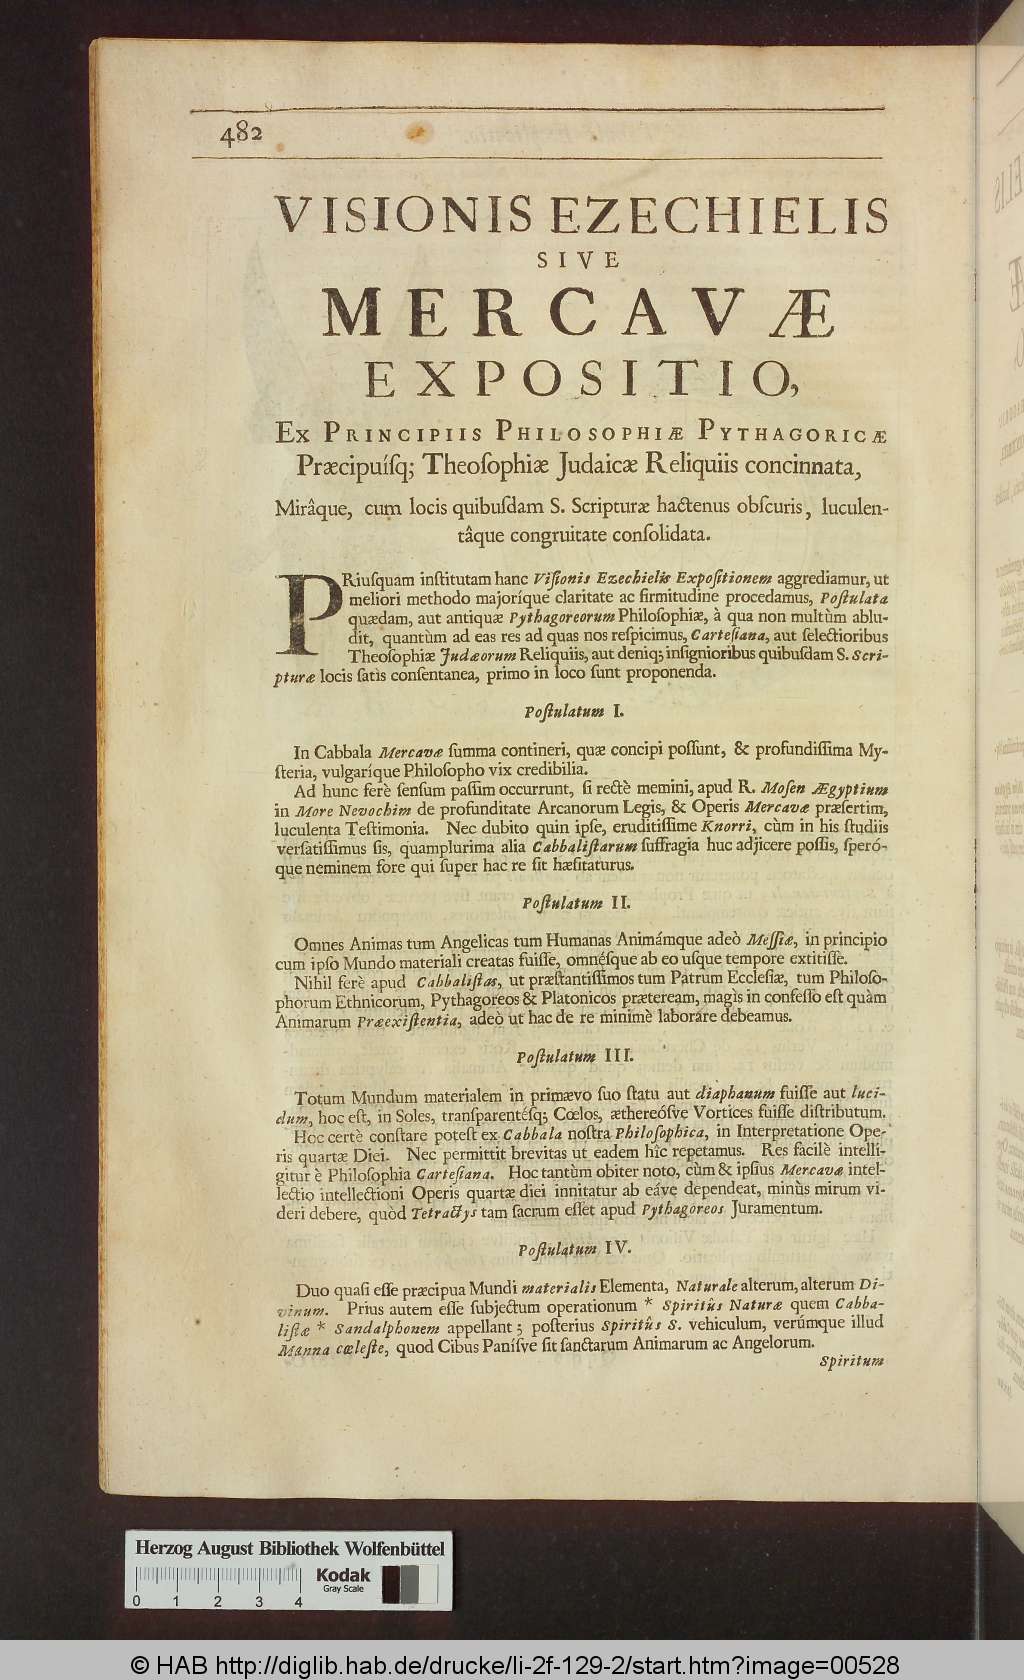 482
VISIONIS EZECHIELIS
SIVE
MERCAVÆ
EXPOSITIO,
Ex Principiis Philosophiæ Pythagoricæ
Præcipuíſq; Theoſophiæ Judaicæ Reliquiis concinnata,
Mirâque, cum locis quibuſdam S. Scripturæ hactenus obſcuris, luculen-
tâque congruitate conſolidata.
PRiuſquam inſtitutam hanc Viſionis Ezechielis Expoſitionem aggrediamur, ut
meliori methodo majoríque claritate ac firmitudine procedamus, Poſtulata
quædam, aut antiquæ Pythagoreorum Philoſophiæ, à qua non multùm ablu-
dit, quantùm ad eas res ad quas nos reſpicimus, Carteſiana, aut ſelectioribus
Theoſophiæ Judæorum Reliquiis, aut deniq; inſignioribus quibuſdam S. Scri-
pturæ locis ſatis conſentanea, primo in loco ſunt proponenda.
Poſtulatum I.
In Cabbala Mercavæ ſumma contineri, quæ concipi poſſunt, & profundiſſima My-
ſteria, vulgaríque Philoſopho vix credibilia.
Ad hunc ferè ſenſum paſſim occurrunt, ſi rectè memini, apud R. Moſen Ægyptium
in More Nevochim de profunditate Arcanorum Legis, & Operis Mercavæ præſertim,
luculenta Teſtimonia. Nec dubito quin ipſe, eruditiſſime Knorri, cùm in his ſtudiis
verſatiſſimus ſis, quamplurima alia Cabbaliſtarum ſuffragia huc adjicere poſſis, ſperó-
que neminem fore qui ſuper hac re ſit hæſitaturus.
Poſtulatum II.
Omnes Animas tum Angelicas tum Humanas Animámque adeò Meſſiæ, in principio
cum ipſo Mundo materiali creatas fuiſſe, omnéſque ab eo uſque tempore extitiſſe.
Nihil ferè apud Cabbaliſtas, ut præſtantiſſimos tum Patrum Eccleſiæ, tum Philoſo-
phorum Ethnicorum, Pythagoreos & Platonicos præteream, magis in confeſſo eſt quàm
Animarum Præexiſtentia, adeò ut hac de re minimè laborare debeamus.
Poſtulatum III.
Totum Mundum materialem in primævo ſuo ſtatu aut diaphanum fuiſſe aut luci-
dum, hoc eſt, in Soles, tranſparentéſq; Cœlos, æthereóſve Vortices fuiſſe diſtributum.
Hoc certè conſtare poteſt ex Cabbala noſtra Philoſophica, in Interpretatione Ope-
ris quartæ Diei. Nec permittit brevitas ut eadem hîc repetamus. Res facilè intelli-
gitur è Philoſophia Carteſiana. Hoc tantùm obiter noto, cùm & ipſius Mercavæ intel-
lectio intellectioni Operis quartæ diei innitatur ab eáve dependeat, minùs mirum vi-
deri debere, quòd Tetractys tam ſacrum eſſet apud Pythagoreos Juramentum.
Poſtulatum IV.
Duo quaſi eſſe præcipua Mundi materialis Elementa, Naturale alterum, alterum Di-
vinum. Prius autem eſſe ſubjectum operationum * Spiritûs Naturæ quem Cabba-
liſtæ * Sandalphonem appellant; poſterius Spiritûs S. vehiculum, verúmque illud
Manna cœleſte, quod Cibus Paniſve ſit ſanctarum Animarum ac Angelorum.
Spiritum
Herzog August Bibliothek Wolfenbüttel
Kodak
Gray Scale
0 1 2 3 4
© HAB http://diglib.hab.de/drucke/li-2f-129-2/start.htm?image=00528